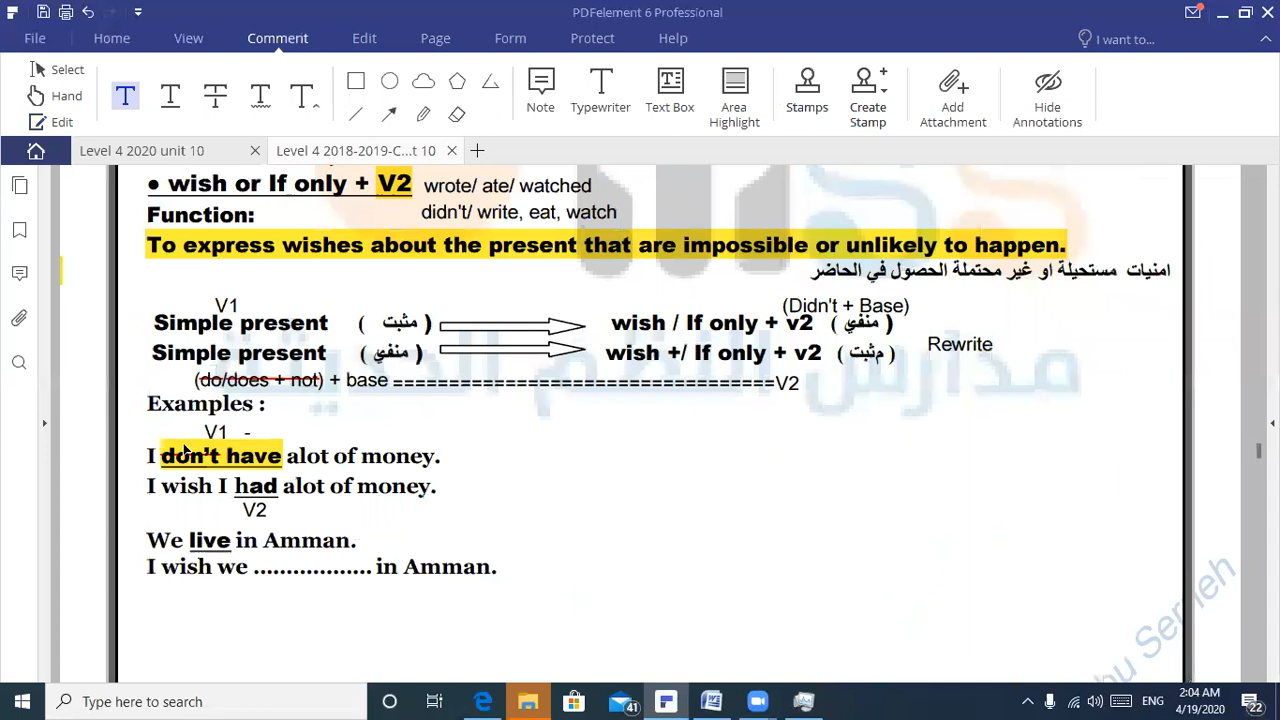 PDFelement 6 Professional
File Home View Comment Edit Page Form Protect Help I want to...
Select
Hand
Edit
Note Typewriter Text Box Area Highlight Stamps Create Stamp Add Attachment Hide Annotations
Level 4 2020 unit 10 Level 4 2018-2019-C...t 10
• wish or If only + V2 wrote/ ate/ watched
Function: didn't/ write, eat, watch
To express wishes about the present that are impossible or unlikely to happen.
امنيات مستحيلة او غير محتملة الحصول في الحاضر
V1 (Didn't + Base)
Simple present ( مثبت ) wish / If only + v2 ( منفي )
Simple present ( منفي ) wish +/ If only + v2 ( مثبت ) Rewrite
(do/does + not) + base ==================================V2
Examples :
V1 -
I don't have alot of money.
I wish I had alot of money.
V2
We live in Amman.
I wish we .................. in Amman.
مدارس النظم الحديثة
Type here to search 41 ENG 2:04 AM
4/19/2020 22